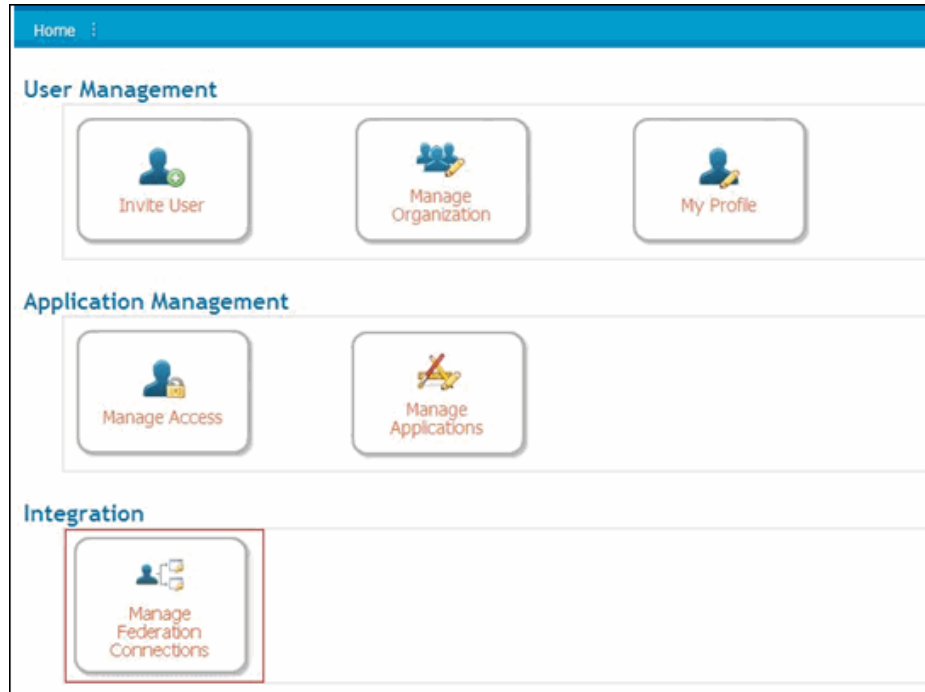 Home
User Management
Invite User
Manage
Organization
My Profile
Application Management
Manage Access
Manage
Applications
Integration
Manage
Federation
Connections